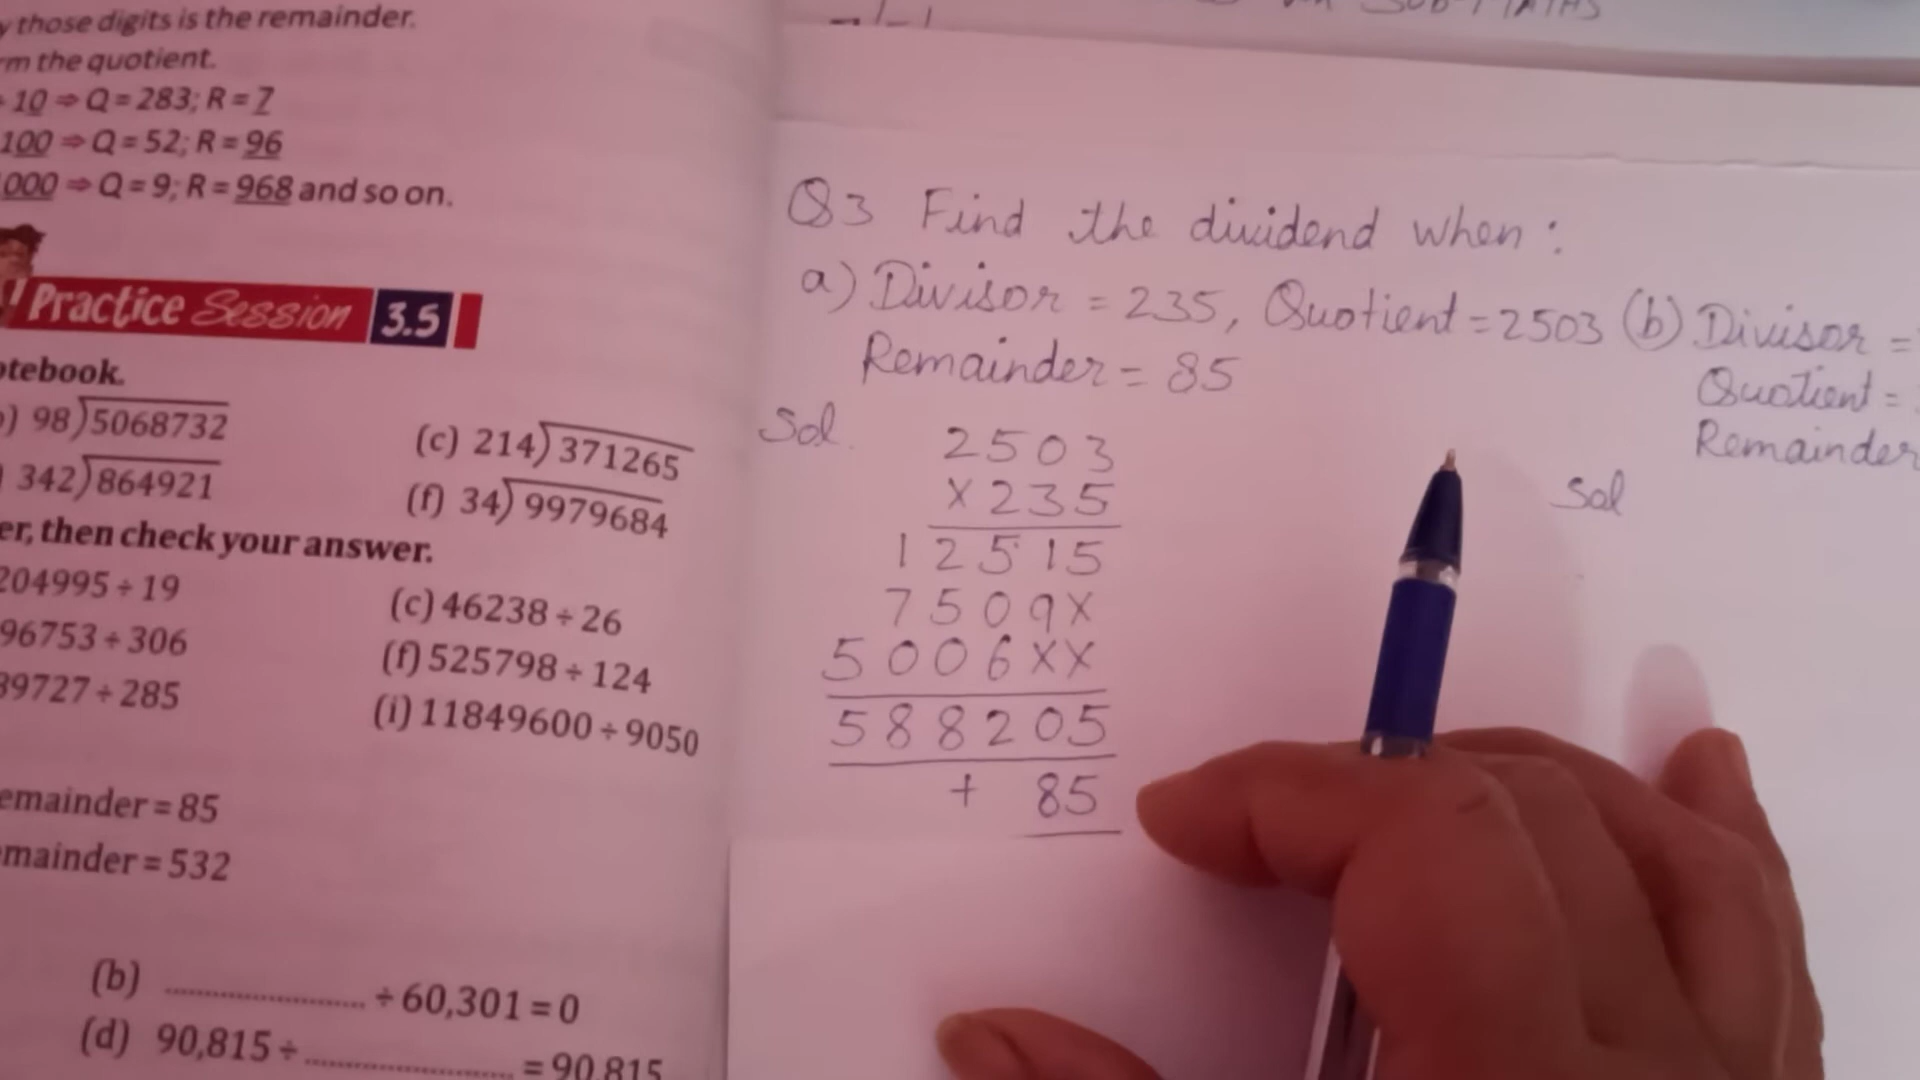 those digits is the remainder.
the quotient.
10 ⇒ Q = 283; R = 7
100 ⇒ Q = 52; R = 96
000 ⇒ Q = 9; R = 968 and so on.
Practice Session 3.5
98)5068732
(c) 214)371265
342)864921
(f) 34)9979684
then check your answer.
204995 ÷ 19
(c) 46238 ÷ 26
96753 ÷ 306
(f) 525798 ÷ 124
39727 ÷ 285
(i) 11849600 ÷ 9050
emainder = 85
mainder = 532
(b) .................... ÷ 60,301 = 0
(d) 90,815 ÷ .................... = 90,815
MATHS
Q3 Find the dividend when :
a) Divisor = 235, Quotient = 2503
Remainder = 85
Sol.
2503
×235
12515
7509×
5006××
588205
+ 85
(b) Divisor =
Quotient =
Remainder
Sol